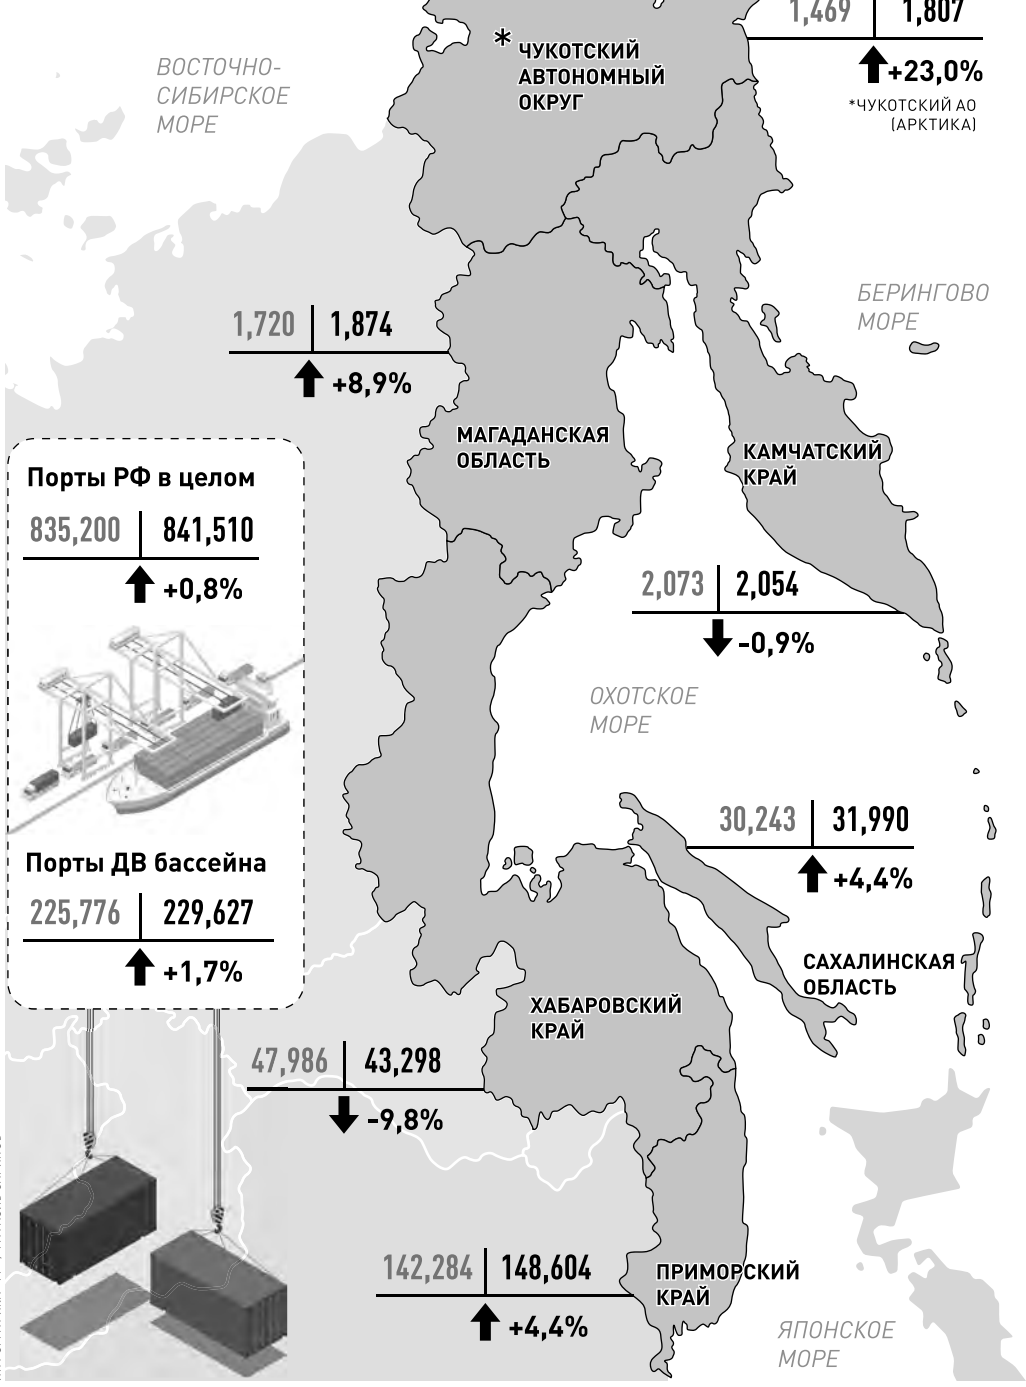 1,469 1,807
+23,0%
*ЧУКОТСКИЙ АО
(АРКТИКА)
* ЧУКОТСКИЙ
АВТОНОМНЫЙ
ОКРУГ
ВОСТОЧНО-
СИБИРСКОЕ
МОРЕ
БЕРИНГОВО
МОРЕ
1,720 1,874
+8,9%
МАГАДАНСКАЯ
ОБЛАСТЬ
КАМЧАТСКИЙ
КРАЙ
Порты РФ в целом
835,200 841,510
+0,8%
2,073 2,054
-0,9%
ОХОТСКОЕ
МОРЕ
30,243 31,990
+4,4%
Порты ДВ бассейна
225,776 229,627
+1,7%
САХАЛИНСКАЯ
ОБЛАСТЬ
ХАБАРОВСКИЙ
КРАЙ
47,986 43,298
-9,8%
142,284 148,604
+4,4%
ПРИМОРСКИЙ
КРАЙ
ЯПОНСКОЕ
МОРЕ